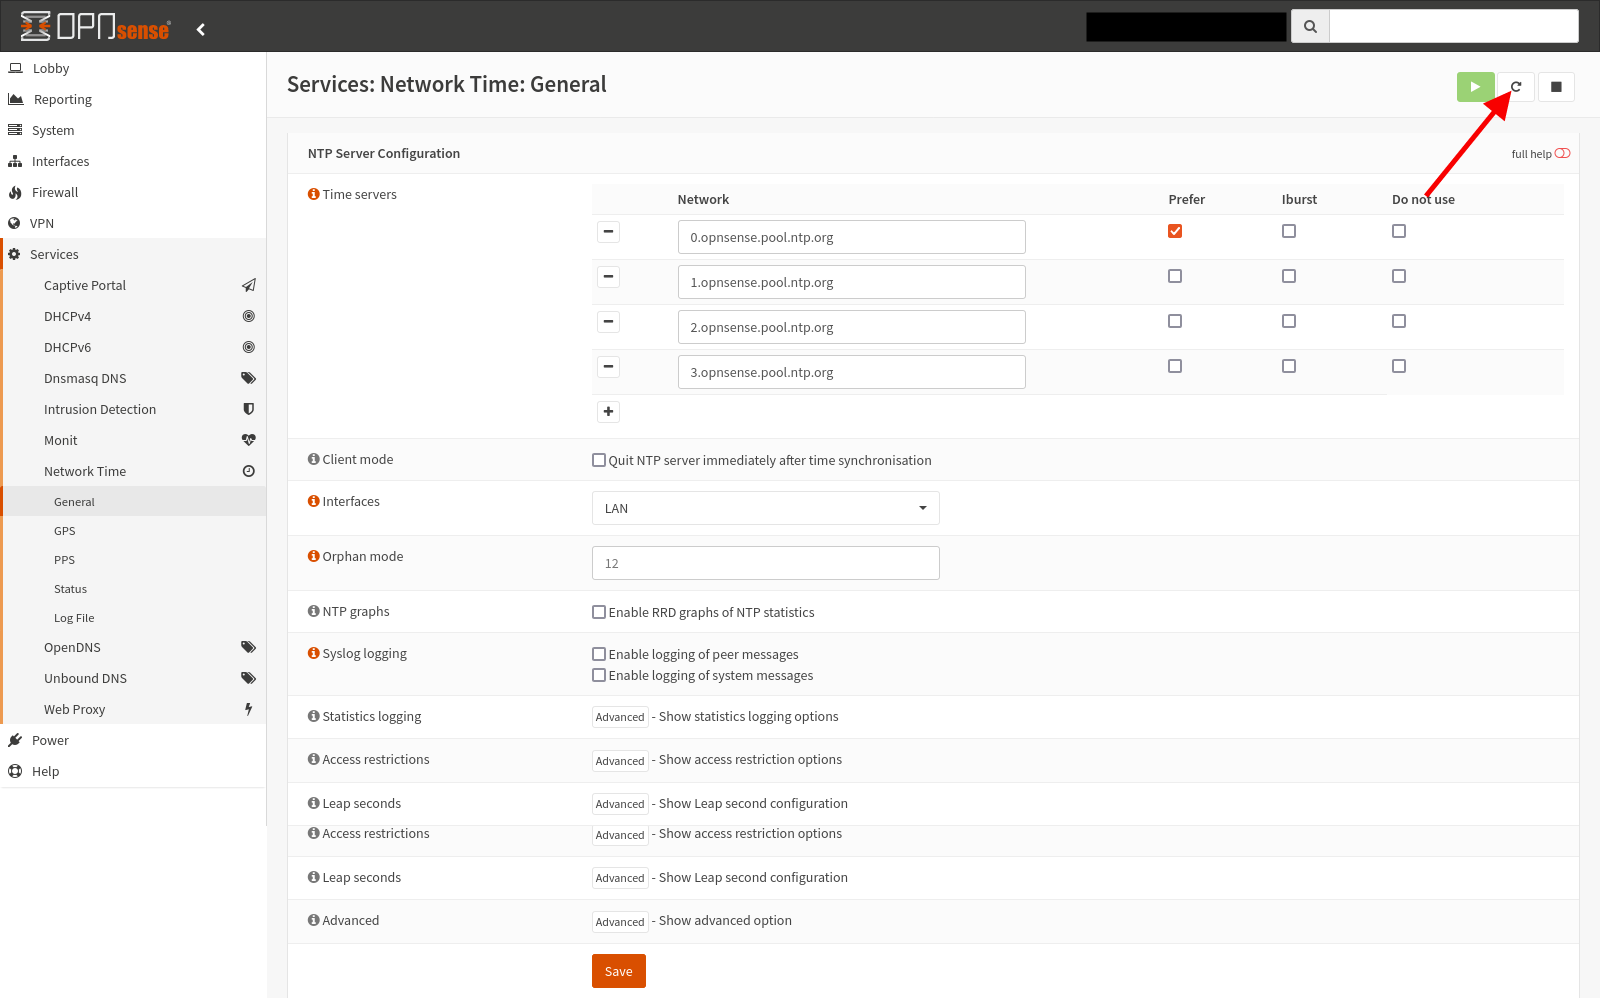 OPNsense
Lobby
Reporting
System
Interfaces
Firewall
VPN
Services
Captive Portal
DHCPv4
DHCPv6
Dnsmasq DNS
Intrusion Detection
Monit
Network Time
General
GPS
PPS
Status
Log File
OpenDNS
Unbound DNS
Web Proxy
Power
Help
Services: Network Time: General
NTP Server Configuration
full help
Time servers
Network Prefer Iburst Do not use
0.opnsense.pool.ntp.org
1.opnsense.pool.ntp.org
2.opnsense.pool.ntp.org
3.opnsense.pool.ntp.org
Client mode Quit NTP server immediately after time synchronisation
Interfaces LAN
Orphan mode 12
NTP graphs Enable RRD graphs of NTP statistics
Syslog logging Enable logging of peer messages
Enable logging of system messages
Statistics logging Advanced - Show statistics logging options
Access restrictions Advanced - Show access restriction options
Leap seconds Advanced - Show Leap second configuration
Access restrictions Advanced - Show access restriction options
Leap seconds Advanced - Show Leap second configuration
Advanced Advanced - Show advanced option
Save